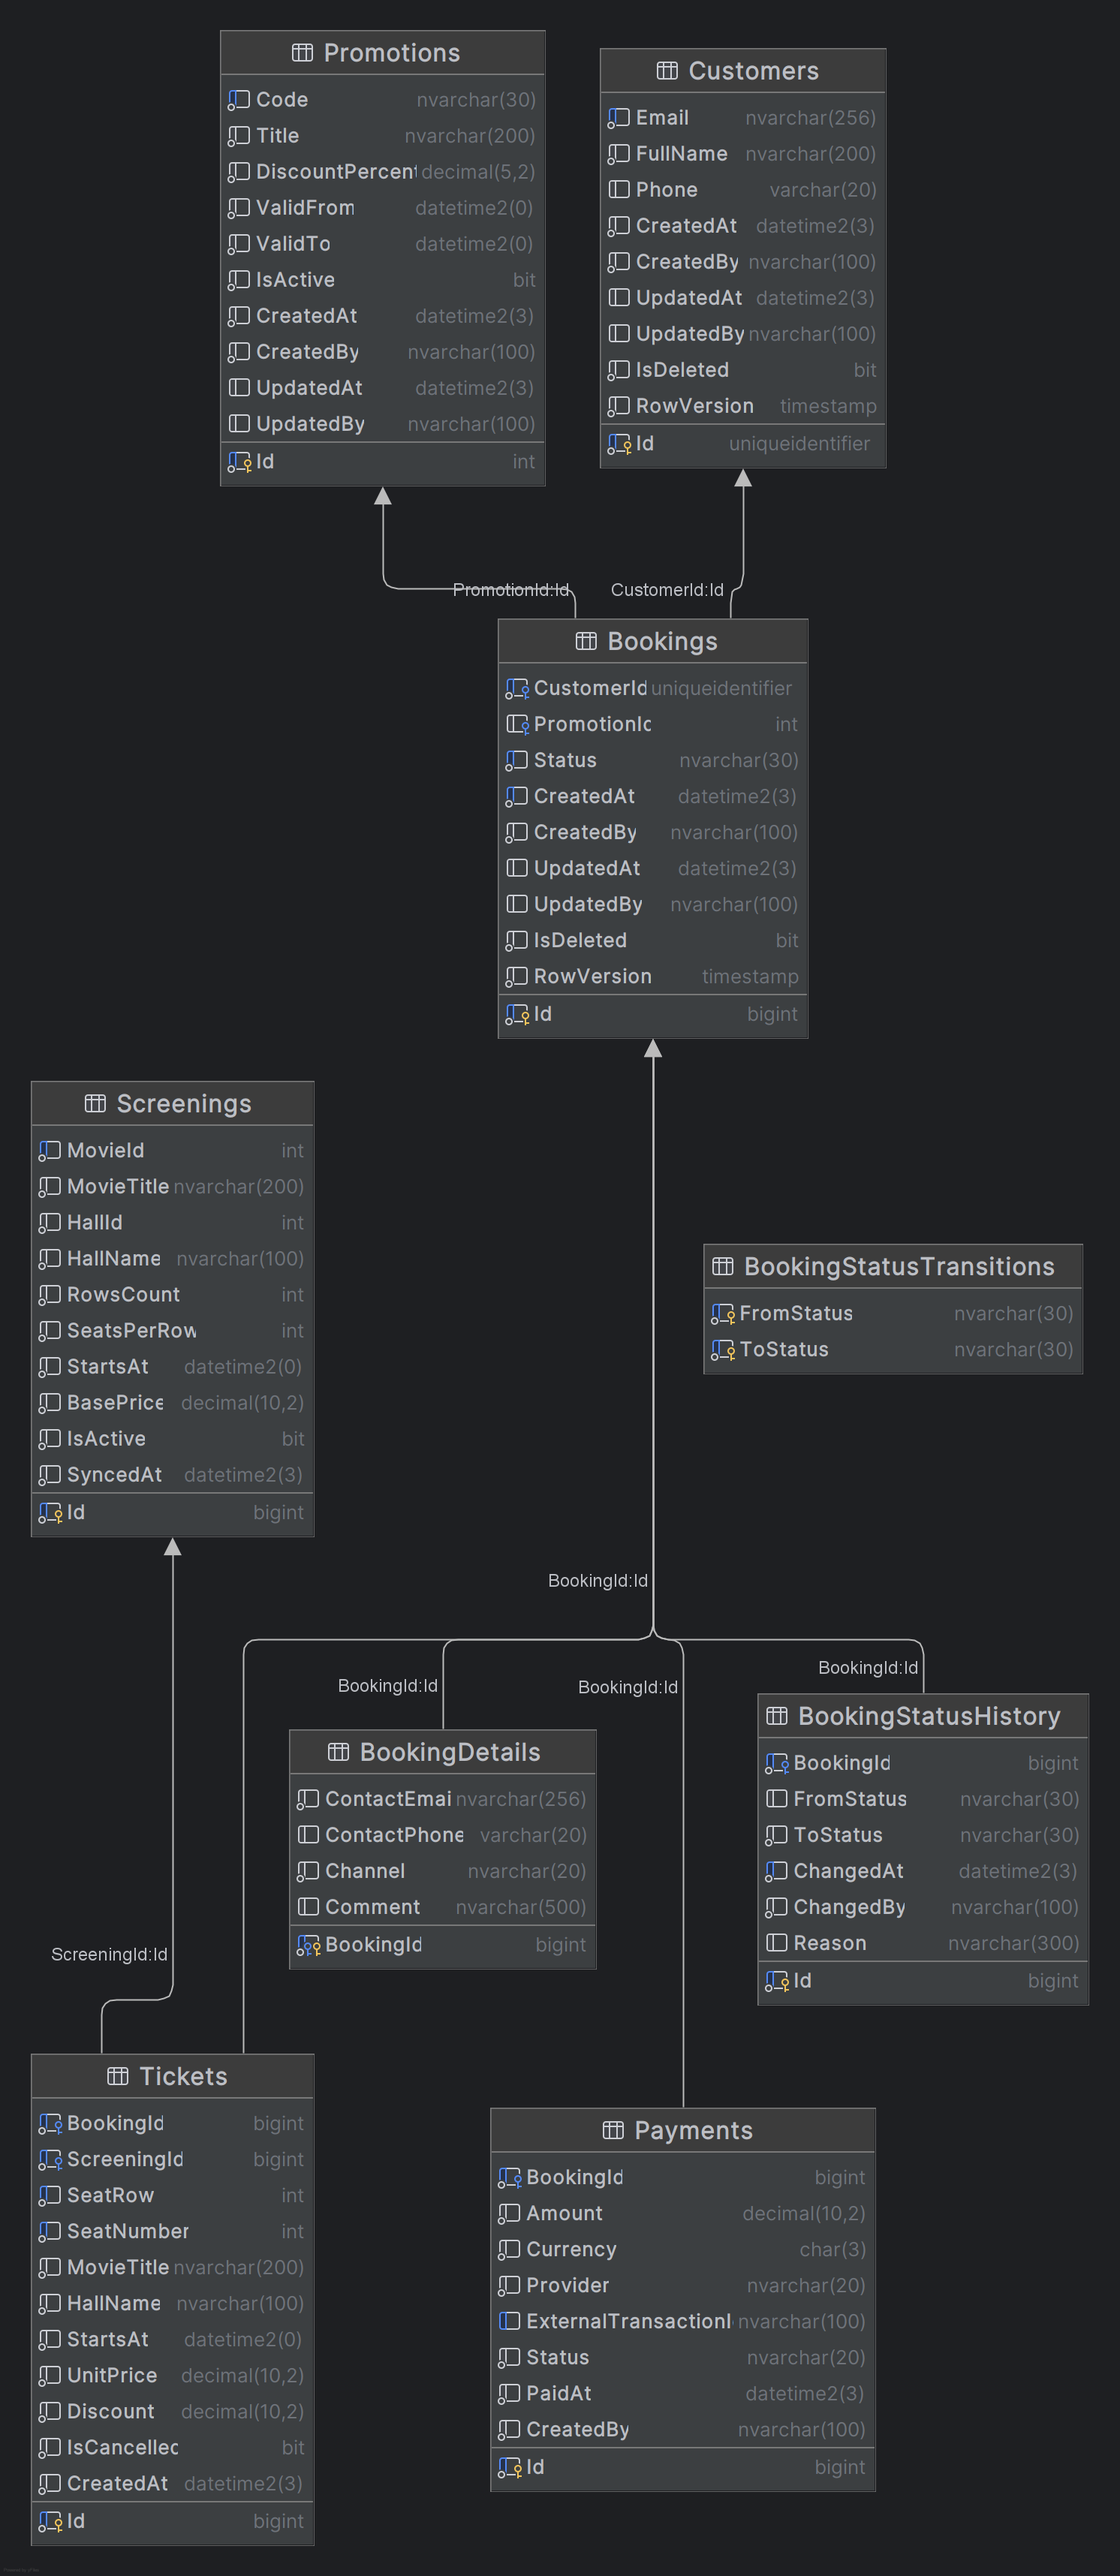 Promotions
Code nvarchar(30)
Title nvarchar(200)
DiscountPercent decimal(5,2)
ValidFrom datetime2(0)
ValidTo datetime2(0)
IsActive bit
CreatedAt datetime2(3)
CreatedBy nvarchar(100)
UpdatedAt datetime2(3)
UpdatedBy nvarchar(100)
Id int
Customers
Email nvarchar(256)
FullName nvarchar(200)
Phone varchar(20)
CreatedAt datetime2(3)
CreatedBy nvarchar(100)
UpdatedAt datetime2(3)
UpdatedBy nvarchar(100)
IsDeleted bit
RowVersion timestamp
Id uniqueidentifier
PromotionId:Id
CustomerId:Id
Bookings
CustomerId uniqueidentifier
PromotionId int
Status nvarchar(30)
CreatedAt datetime2(3)
CreatedBy nvarchar(100)
UpdatedAt datetime2(3)
UpdatedBy nvarchar(100)
IsDeleted bit
RowVersion timestamp
Id bigint
Screenings
MovieId int
MovieTitle nvarchar(200)
HallId int
HallName nvarchar(100)
RowsCount int
SeatsPerRow int
StartsAt datetime2(0)
BasePrice decimal(10,2)
IsActive bit
SyncedAt datetime2(3)
Id bigint
BookingStatusTransitions
FromStatus nvarchar(30)
ToStatus nvarchar(30)
BookingId:Id
BookingId:Id
BookingId:Id
BookingId:Id
BookingDetails
ContactEmai nvarchar(256)
ContactPhone varchar(20)
Channel nvarchar(20)
Comment nvarchar(500)
BookingId bigint
BookingStatusHistory
BookingId bigint
FromStatus nvarchar(30)
ToStatus nvarchar(30)
ChangedAt datetime2(3)
ChangedBy nvarchar(100)
Reason nvarchar(300)
Id bigint
ScreeningId:Id
Tickets
BookingId bigint
ScreeningId bigint
SeatRow int
SeatNumber int
MovieTitle nvarchar(200)
HallName nvarchar(100)
StartsAt datetime2(0)
UnitPrice decimal(10,2)
Discount decimal(10,2)
IsCancelled bit
CreatedAt datetime2(3)
Id bigint
Payments
BookingId bigint
Amount decimal(10,2)
Currency char(3)
Provider nvarchar(20)
ExternalTransactionI nvarchar(100)
Status nvarchar(20)
PaidAt datetime2(3)
CreatedBy nvarchar(100)
Id bigint